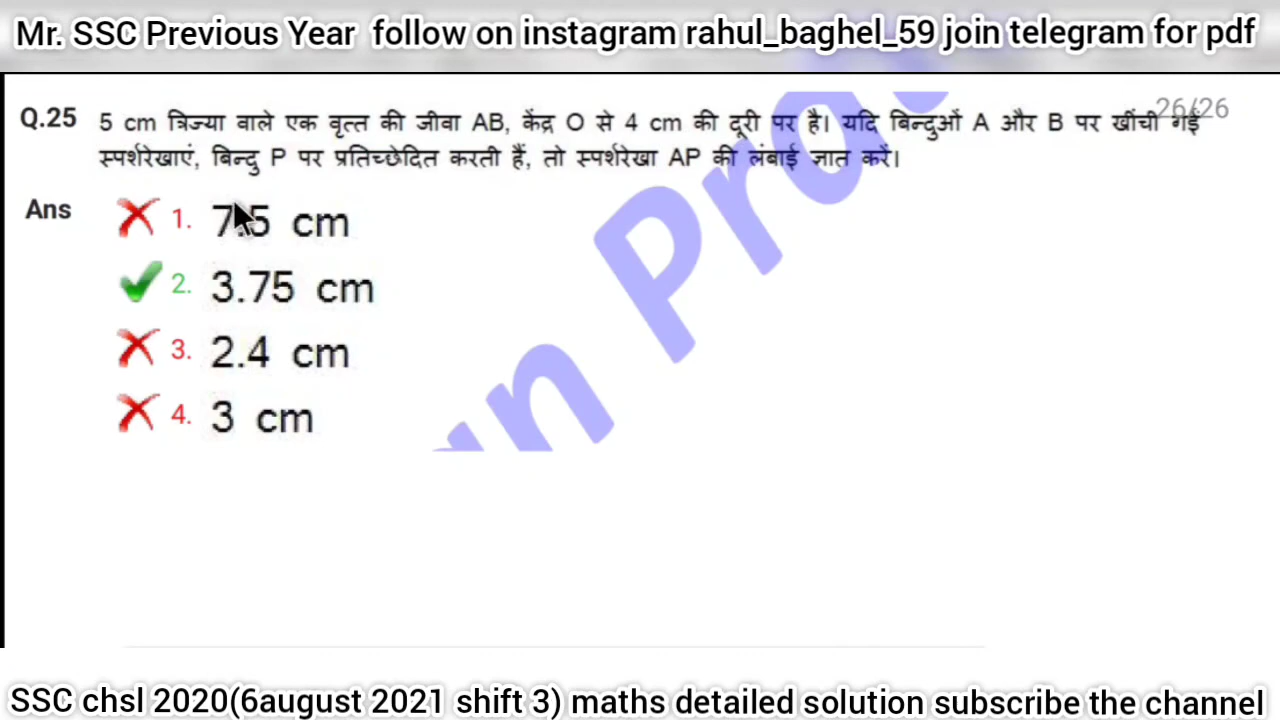 Mr. SSC Previous Year follow on instagram rahul_baghel_59 join telegram for pdf
26/26
Q.25 5 cm त्रिज्या वाले एक वृत्त की जीवा AB, केंद्र O से 4 cm की दूरी पर है। यदि बिन्दुओं A और B पर खींची गईं
स्पर्शरेखाएं, बिन्दु P पर प्रतिच्छेदित करती हैं, तो स्पर्शरेखा AP की लंबाई ज्ञात करें।
Ans 1. 7.5 cm
2. 3.75 cm
3. 2.4 cm
4. 3 cm
SSC chsl 2020(6august 2021 shift 3) maths detailed solution subscribe the channel